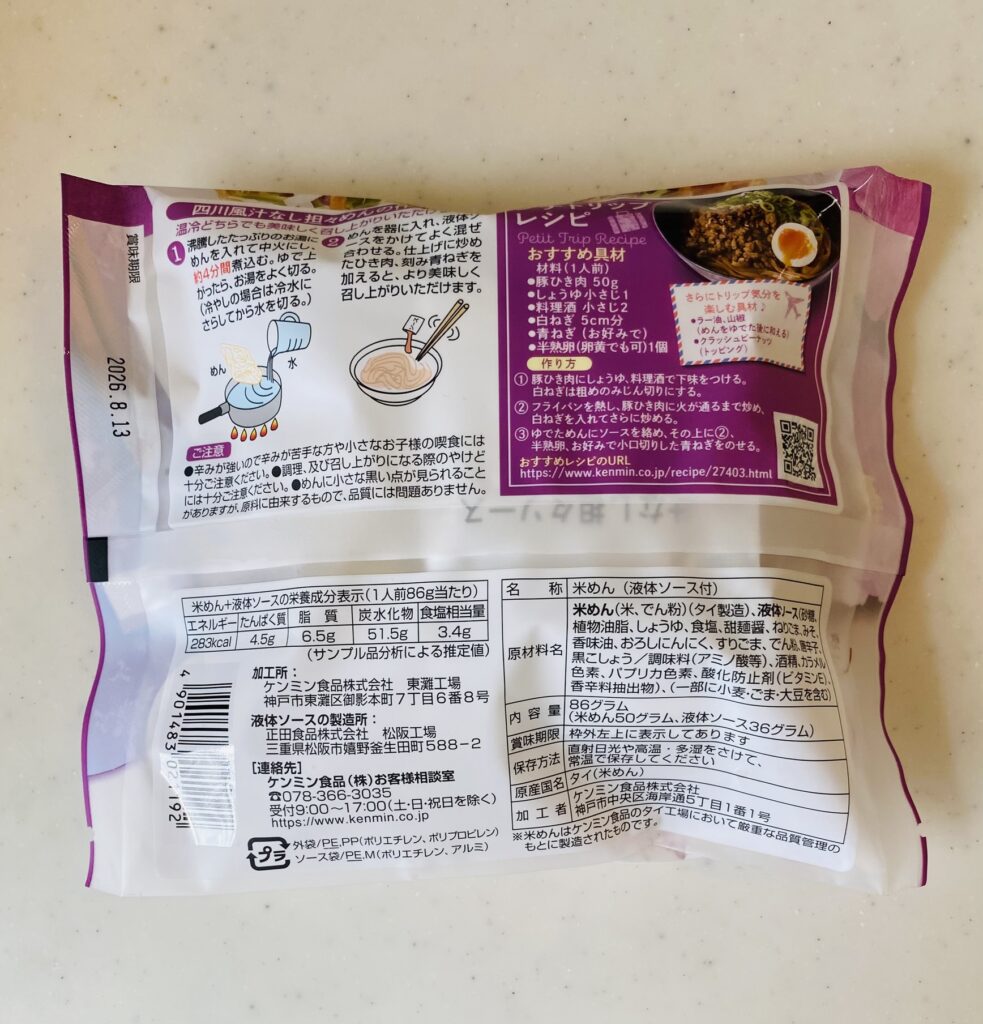 賞味期限
2026.8.13
四川風汁なし担々めんの
温冷どちらでも美味しく召し上がりいただ
1
沸騰したたっぷりのお湯に
めんを入れて中火にし、
約4分間煮込む。ゆで上
がったら、お湯をよく切る。
(冷やしの場合は冷水に
さらしてから水を切る。)
2
めんを器に入れ、液体ソ
ースをかけてよく混ぜ
合わせる。仕上げに炒め
たひき肉、刻み青ねぎを
加えると、より美味しく
召し上がりいただけます。
めん
水
ご注意
●辛みが強いので辛みが苦手な方や小さなお子様の喫食には
十分ご注意ください。●調理、及び召し上がりになる際のやけど
には十分ご注意ください。●めんに小さな黒い点が見られること
がありますが、原料に由来するもので、品質には問題ありません。
トリップ
レシピ
Petit Trip Recipe
おすすめ具材
材料(1人前)
●豚ひき肉 50g
●しょうゆ 小さじ1
●料理酒 小さじ2
●白ねぎ 5cm分
●青ねぎ (お好みで)
●半熟卵(卵黄でも可)1個
さらにトリップ気分を
楽しむ具材♪
●ラー油、山椒
(めんをゆでた後に和える)
●クラッシュピーナッツ
(トッピング)
作り方
① 豚ひき肉にしょうゆ、料理酒で下味をつける。
白ねぎは粗めのみじん切りにする。
② フライパンを熱し、豚ひき肉に火が通るまで炒め、
白ねぎを入れてさらに炒める。
③ ゆでためんにソースを絡め、その上に②、
半熟卵、お好みで小口切りした青ねぎをのせる。
おすすめレシピのURL
https://www.kenmin.co.jp/recipe/27403.html
なし担々ソース
米めん+液体ソースの栄養成分表示(1人前86g当たり)
エネルギー たんぱく質 脂質 炭水化物 食塩相当量
283kcal 4.5g 6.5g 51.5g 3.4g
(サンプル品分析による推定値)
加工所:
ケンミン食品株式会社 東灘工場
神戸市東灘区御影本町7丁目6番8号
液体ソースの製造所:
正田食品株式会社 松阪工場
三重県松阪市嬉野釜生田町588-2
[連絡先]
ケンミン食品(株)お客様相談室
☎078-366-3035
受付9:00~17:00(土・日・祝日を除く)
https://www.kenmin.co.jp
プラ
外袋/PE,PP(ポリエチレン、ポリプロピレン)
ソース袋/PE,M(ポリエチレン、アルミ)
名称 米めん(液体ソース付)
原材料名 米めん(米、でん粉)(タイ製造)、液体ソース(砂糖、
植物油脂、しょうゆ、食塩、甜麺醤、ねりごま、みそ、
香味油、おろしにんにく、すりごま、でん粉、唐辛子、
黒こしょう/調味料(アミノ酸等)、酒精、カラメル
色素、パプリカ色素、酸化防止剤(ビタミンE)、
香辛料抽出物)、(一部に小麦・ごま・大豆を含む)
内容量 86グラム
(米めん50グラム、液体ソース36グラム)
賞味期限 枠外左上に表示してあります
保存方法 直射日光や高温・多湿をさけて、
常温で保存してください
原産国名 タイ(米めん)
加工者 ケンミン食品株式会社
神戸市中央区海岸通5丁目1番1号
※米めんはケンミン食品のタイ工場において厳重な品質管理の
もとに製造されたものです。